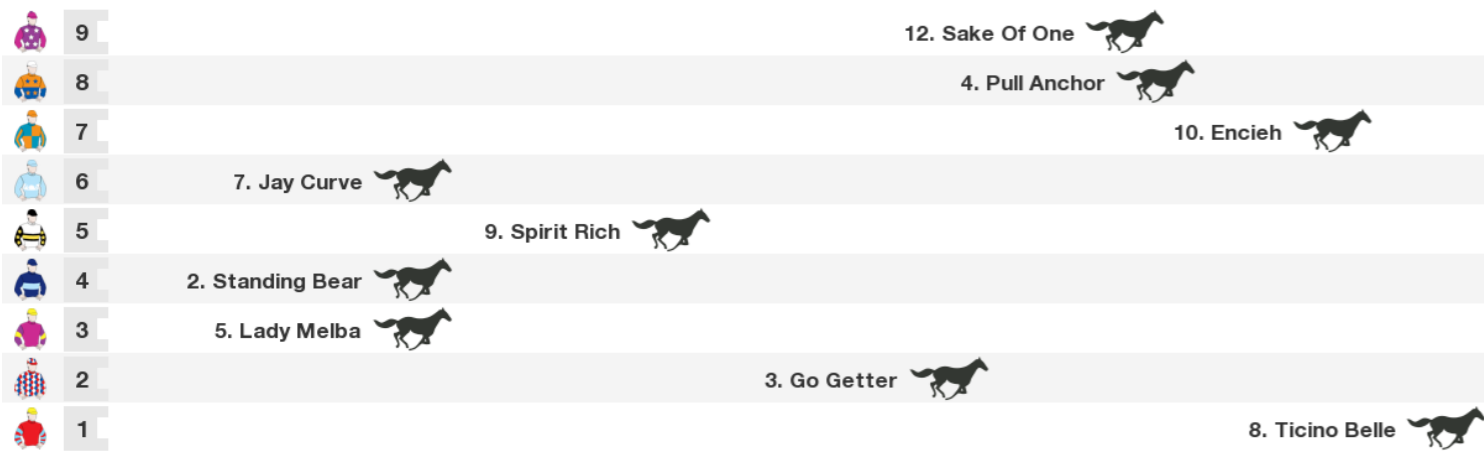 9 12. Sake Of One
8 4. Pull Anchor
7 10. Encieh
6 7. Jay Curve
5 9. Spirit Rich
4 2. Standing Bear
3 5. Lady Melba
2 3. Go Getter
1 8. Ticino Belle